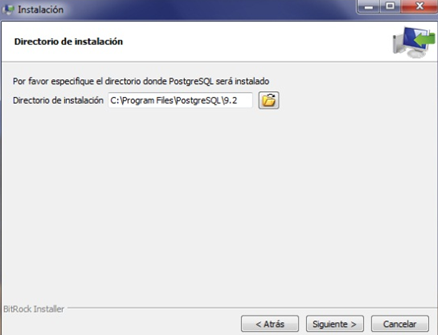 Instalación
Directorio de instalación
Por favor especifique el directorio donde PostgreSQL será instalado
Directorio de instalación C:\Program Files\PostgreSQL\9.2
BitRock Installer
< Atrás Siguiente > Cancelar